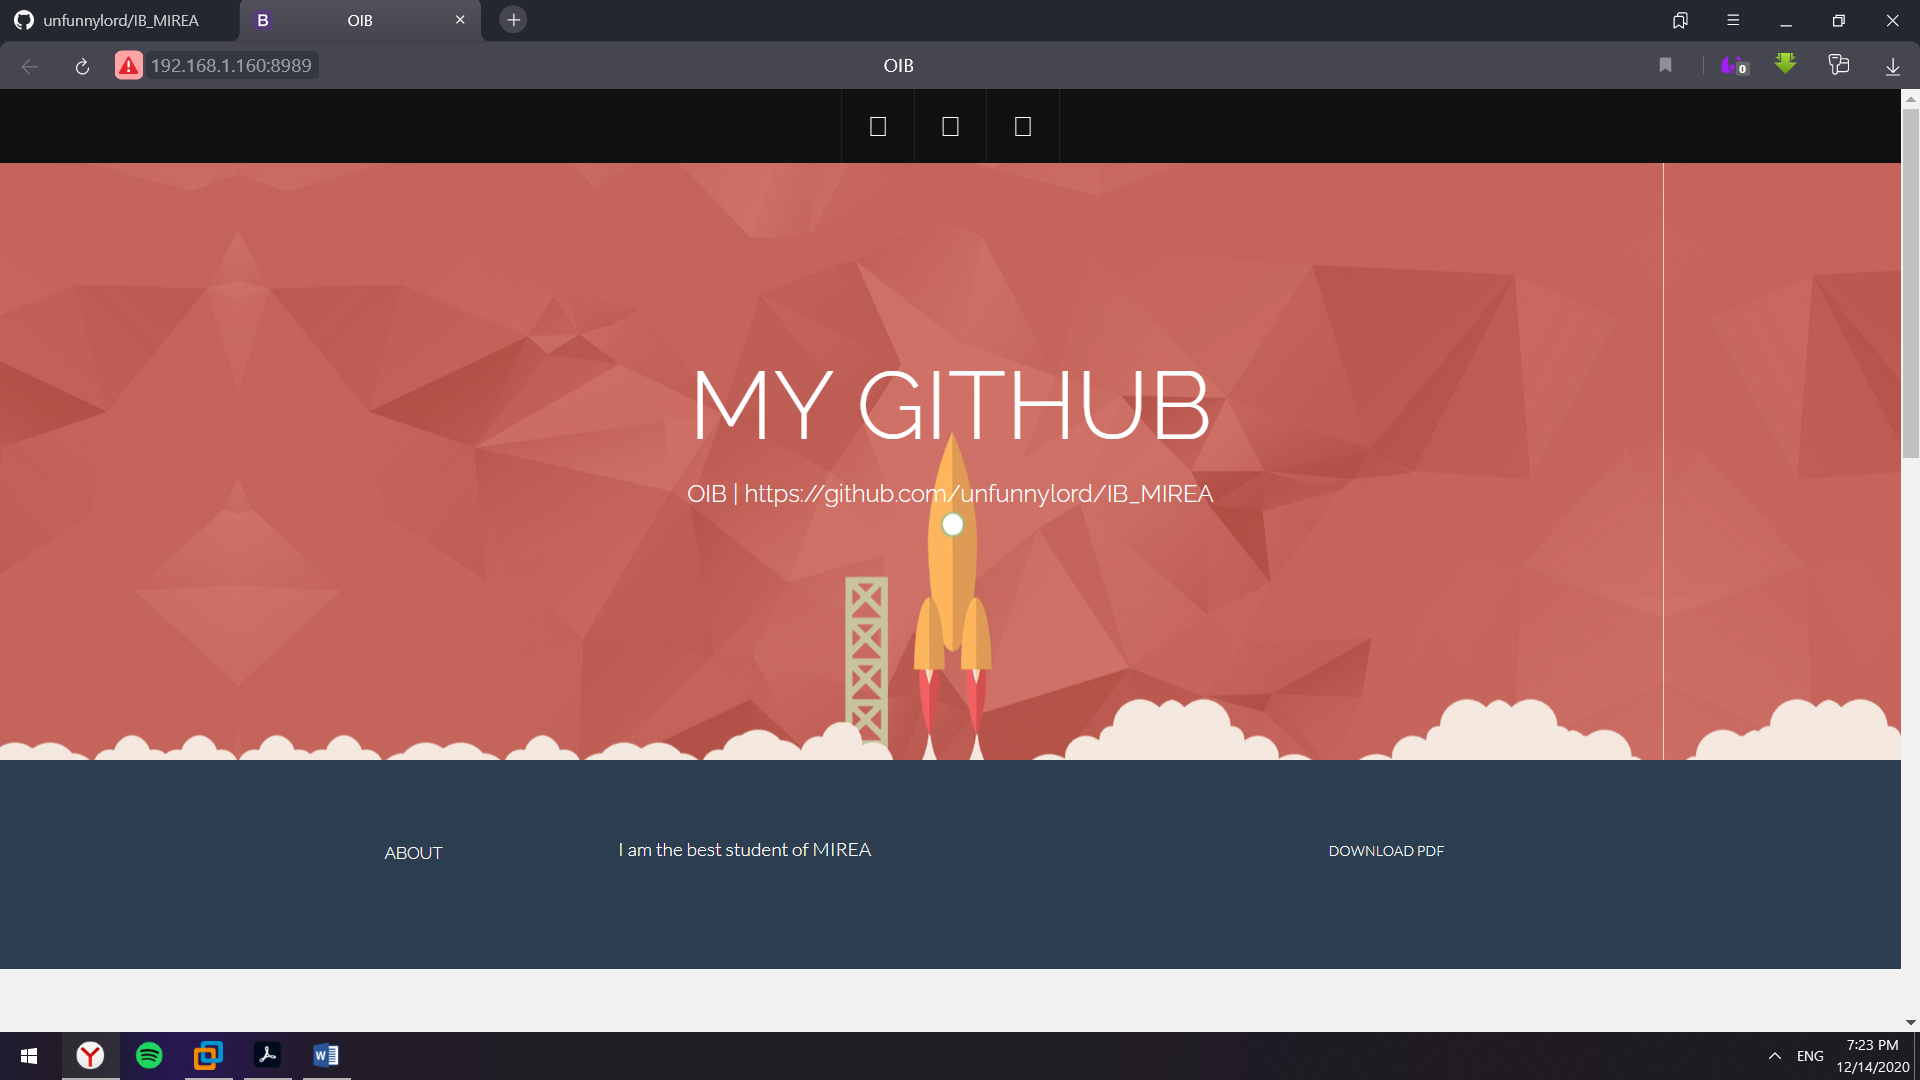 unfunnylord/IB_MIREA
B
OIB
192.168.1.160:8989
OIB
0
MY GITHUB
OIB | https://github.com/unfunnylord/IB_MIREA
ABOUT
I am the best student of MIREA
DOWNLOAD PDF
ENG
7:23 PM
12/14/2020